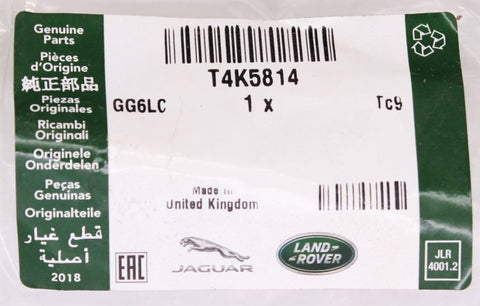 Genuine
Parts
Pièces
d'Origine
純正部品
Piezas
Originales
Ricambi
Originali
Originele
Onderdelen
Peças
Genuinas
Originalteile
قطع غيار
أصلية
2018
T4K5814
GG6LC
1 x
Tc9
Made in
United Kingdom
EAC
JAGUAR
LAND-
ROVER
JLR
4001.2